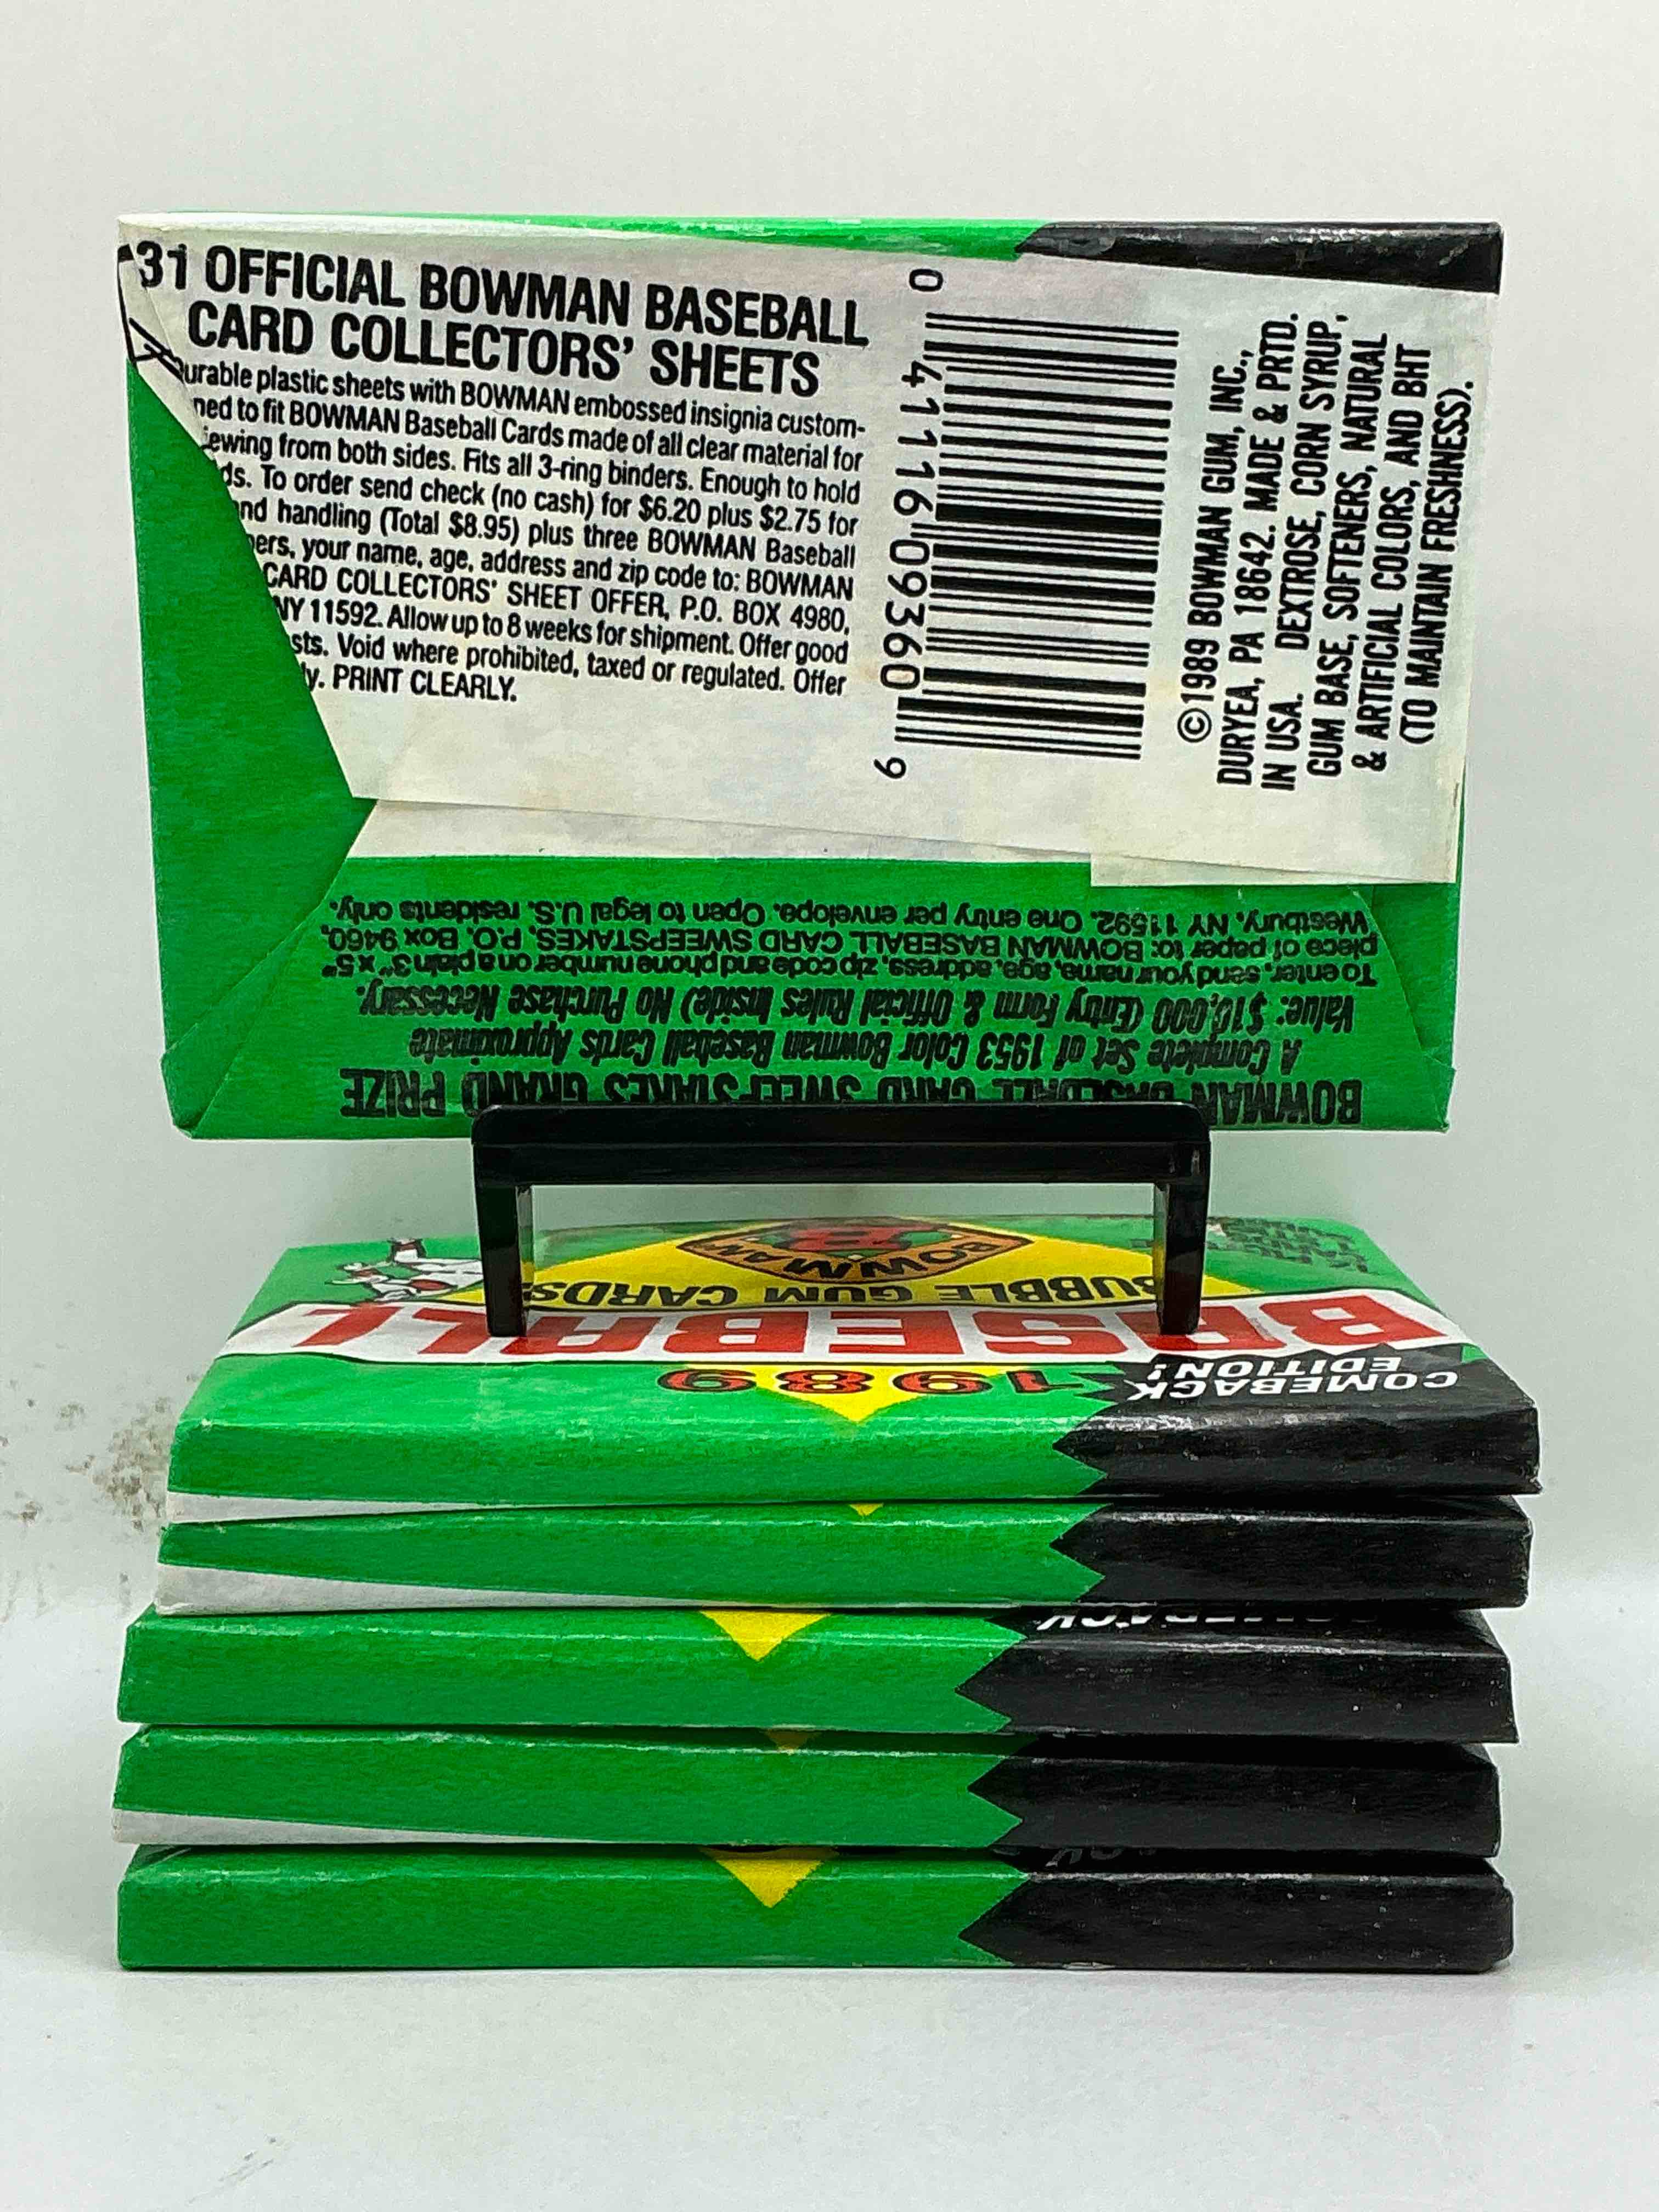 31 OFFICIAL BOWMAN BASEBALL
CARD COLLECTORS' SHEETS
urable plastic sheets with BOWMAN embossed insignia custom-
ned to fit BOWMAN Baseball Cards made of all clear material for
iewing from both sides. Fits all 3-ring binders. Enough to hold
ds. To order send check (no cash) for $6.20 plus $2.75 for
and handling (Total $8.95) plus three BOWMAN Baseball
pers, your name, age, address and zip code to: BOWMAN
CARD COLLECTORS' SHEET OFFER, P.O. BOX 4980,
NY 11592. Allow up to 8 weeks for shipment. Offer good
sts. Void where prohibited, taxed or regulated. Offer
y. PRINT CLEARLY.
0 41116 09360 9
©1989 BOWMAN GUM, INC.,
DURYEA, PA 18642. MADE & PRTD.
IN USA. DEXTROSE, CORN SYRUP,
GUM BASE, SOFTENERS, NATURAL
& ARTIFICIAL COLORS, AND BHT
(TO MAINTAIN FRESHNESS).
BOWMAN BASEBALL CARD SWEEPSTAKES GRAND PRIZE
A Complete Set of 1953 Color Bowman Baseball Cards Approximate
Value: $10,000 (Entry Form & Official Rules Inside) No Purchase Necessary.
To enter, send your name, age, address, zip code and phone number on a plain 3" x 5"
piece of paper to: BOWMAN BASEBALL CARD SWEEPSTAKES, P.O. Box 9460,
Westbury, NY 11592. One entry per envelope. Open to legal U.S. residents only.
COMEBACK
EDITION!
1989
BASEBALL
BUBBLE GUM CARDS
BOWMAN
B
COMEBACK